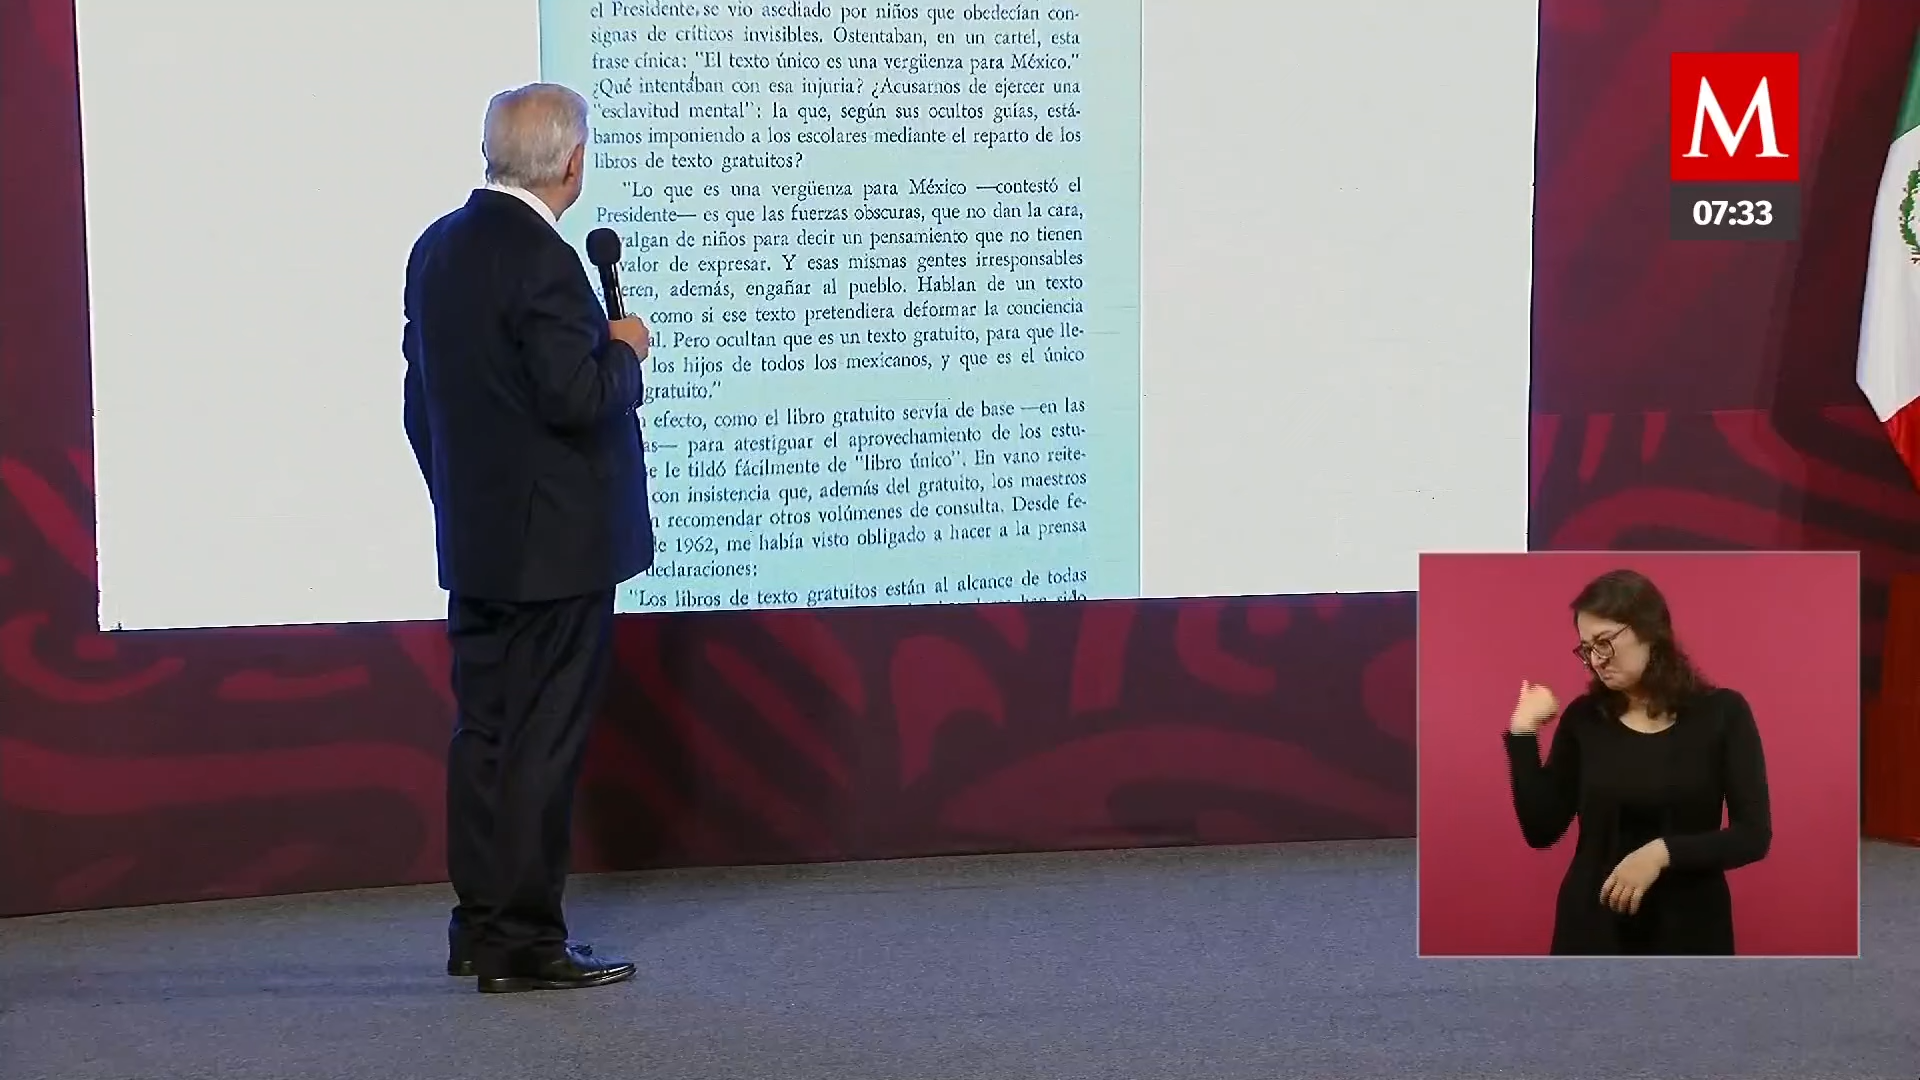 el Presidente, se vio asediado por niños que obedecían con-
signas de críticos invisibles. Ostentaban, en un cartel, esta
frase cínica: "El texto único es una vergüenza para México."
¿Qué intentaban con esa injuria? ¿Acusarnos de ejercer una
"esclavitud mental": la que, según sus ocultos guías, está-
bamos imponiendo a los escolares mediante el reparto de los
libros de texto gratuitos?
"Lo que es una vergüenza para México —contestó el
Presidente— es que las fuerzas obscuras, que no dan la cara,
valgan de niños para decir un pensamiento que no tienen
valor de expresar. Y esas mismas gentes irresponsables
eren, además, engañar al pueblo. Hablan de un texto
como si ese texto pretendiera deformar la conciencia
al. Pero ocultan que es un texto gratuito, para que lle-
los hijos de todos los mexicanos, y que es el único
gratuito."
efecto, como el libro gratuito servía de base —en las
as— para atestiguar el aprovechamiento de los estu-
e le tildó fácilmente de "libro único". En vano reite-
con insistencia que, además del gratuito, los maestros
n recomendar otros volúmenes de consulta. Desde fe-
de 1962, me había visto obligado a hacer a la prensa
declaraciones:
"Los libros de texto gratuitos están al alcance de todas
M
07:33